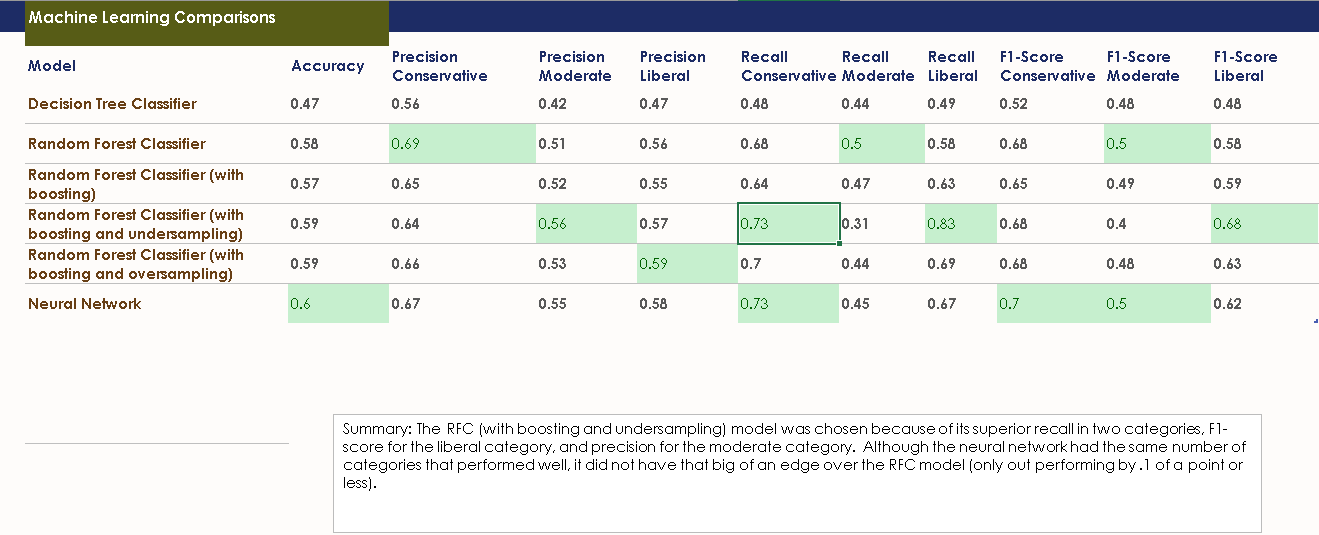 Machine Learning Comparisons
Model Accuracy Precision Conservative Precision Moderate Precision Liberal Recall Conservative Recall Moderate Recall Liberal F1-Score Conservative F1-Score Moderate F1-Score Liberal
Decision Tree Classifier 0.47 0.56 0.42 0.47 0.48 0.44 0.49 0.52 0.48 0.48
Random Forest Classifier 0.58 0.69 0.51 0.56 0.68 0.5 0.58 0.68 0.5 0.58
Random Forest Classifier (with boosting) 0.57 0.65 0.52 0.55 0.64 0.47 0.63 0.65 0.49 0.59
Random Forest Classifier (with boosting and undersampling) 0.59 0.64 0.56 0.57 0.73 0.31 0.83 0.68 0.4 0.68
Random Forest Classifier (with boosting and oversampling) 0.59 0.66 0.53 0.59 0.7 0.44 0.69 0.68 0.48 0.63
Neural Network 0.6 0.67 0.55 0.58 0.73 0.45 0.67 0.7 0.5 0.62
Summary: The RFC (with boosting and undersampling) model was chosen because of its superior recall in two categories, F1-
score for the liberal category, and precision for the moderate category. Although the neural network had the same number of
categories that performed well, it did not have that big of an edge over the RFC model (only out performing by .1 of a point or
less).